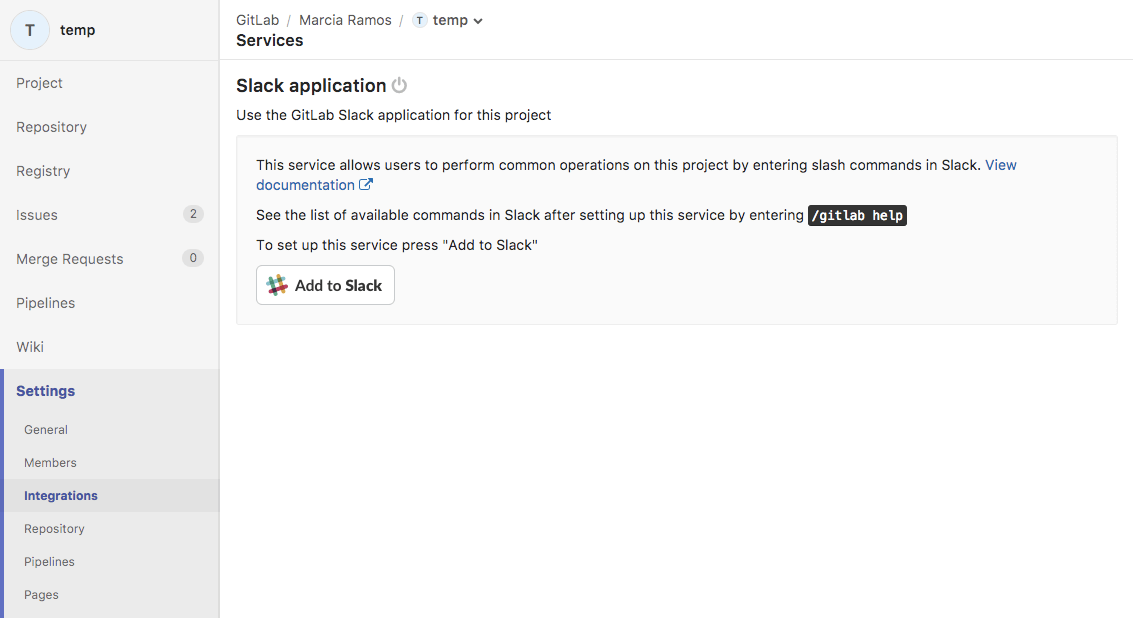 T temp
Project
Repository
Registry
Issues 2
Merge Requests 0
Pipelines
Wiki
Settings
General
Members
Integrations
Repository
Pipelines
Pages
GitLab / Marcia Ramos / T temp
Services
Slack application
Use the GitLab Slack application for this project
This service allows users to perform common operations on this project by entering slash commands in Slack. View
documentation
See the list of available commands in Slack after setting up this service by entering /gitlab help
To set up this service press "Add to Slack"
Add to Slack